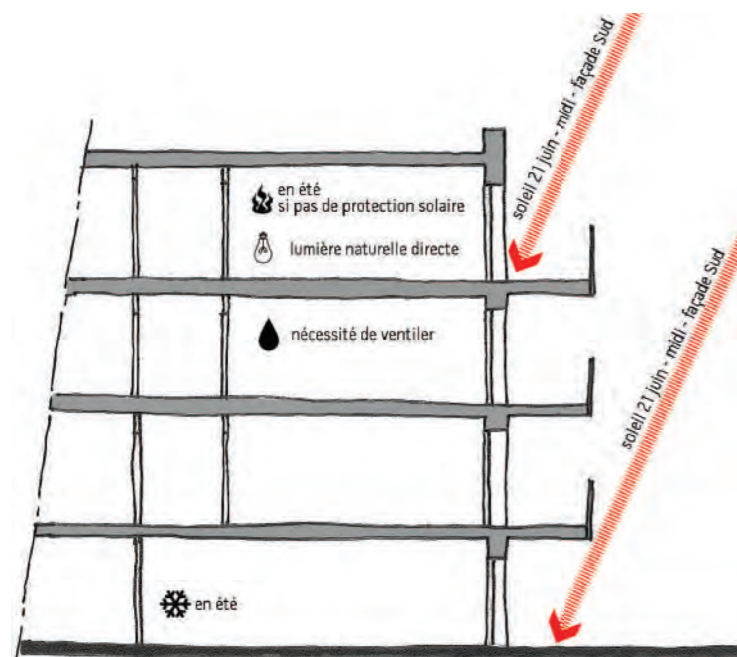 soleil 21 juin - midi - façade Sud
en été
si pas de protection solaire
lumière naturelle directe
nécessité de ventiler
soleil 21 juin - midi - façade Sud
en été